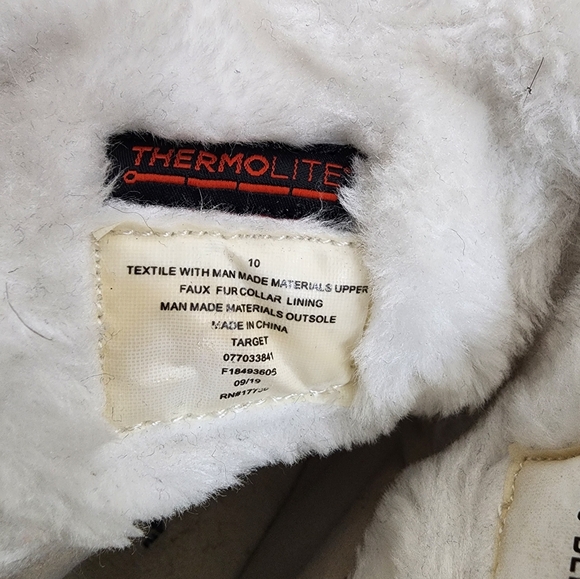 THERMOLITE
10
TEXTILE WITH MAN MADE MATERIALS UPPER
FAUX FUR COLLAR LINING
MAN MADE MATERIALS OUTSOLE
MADE IN CHINA
TARGET
077033841
F18493605
09/19